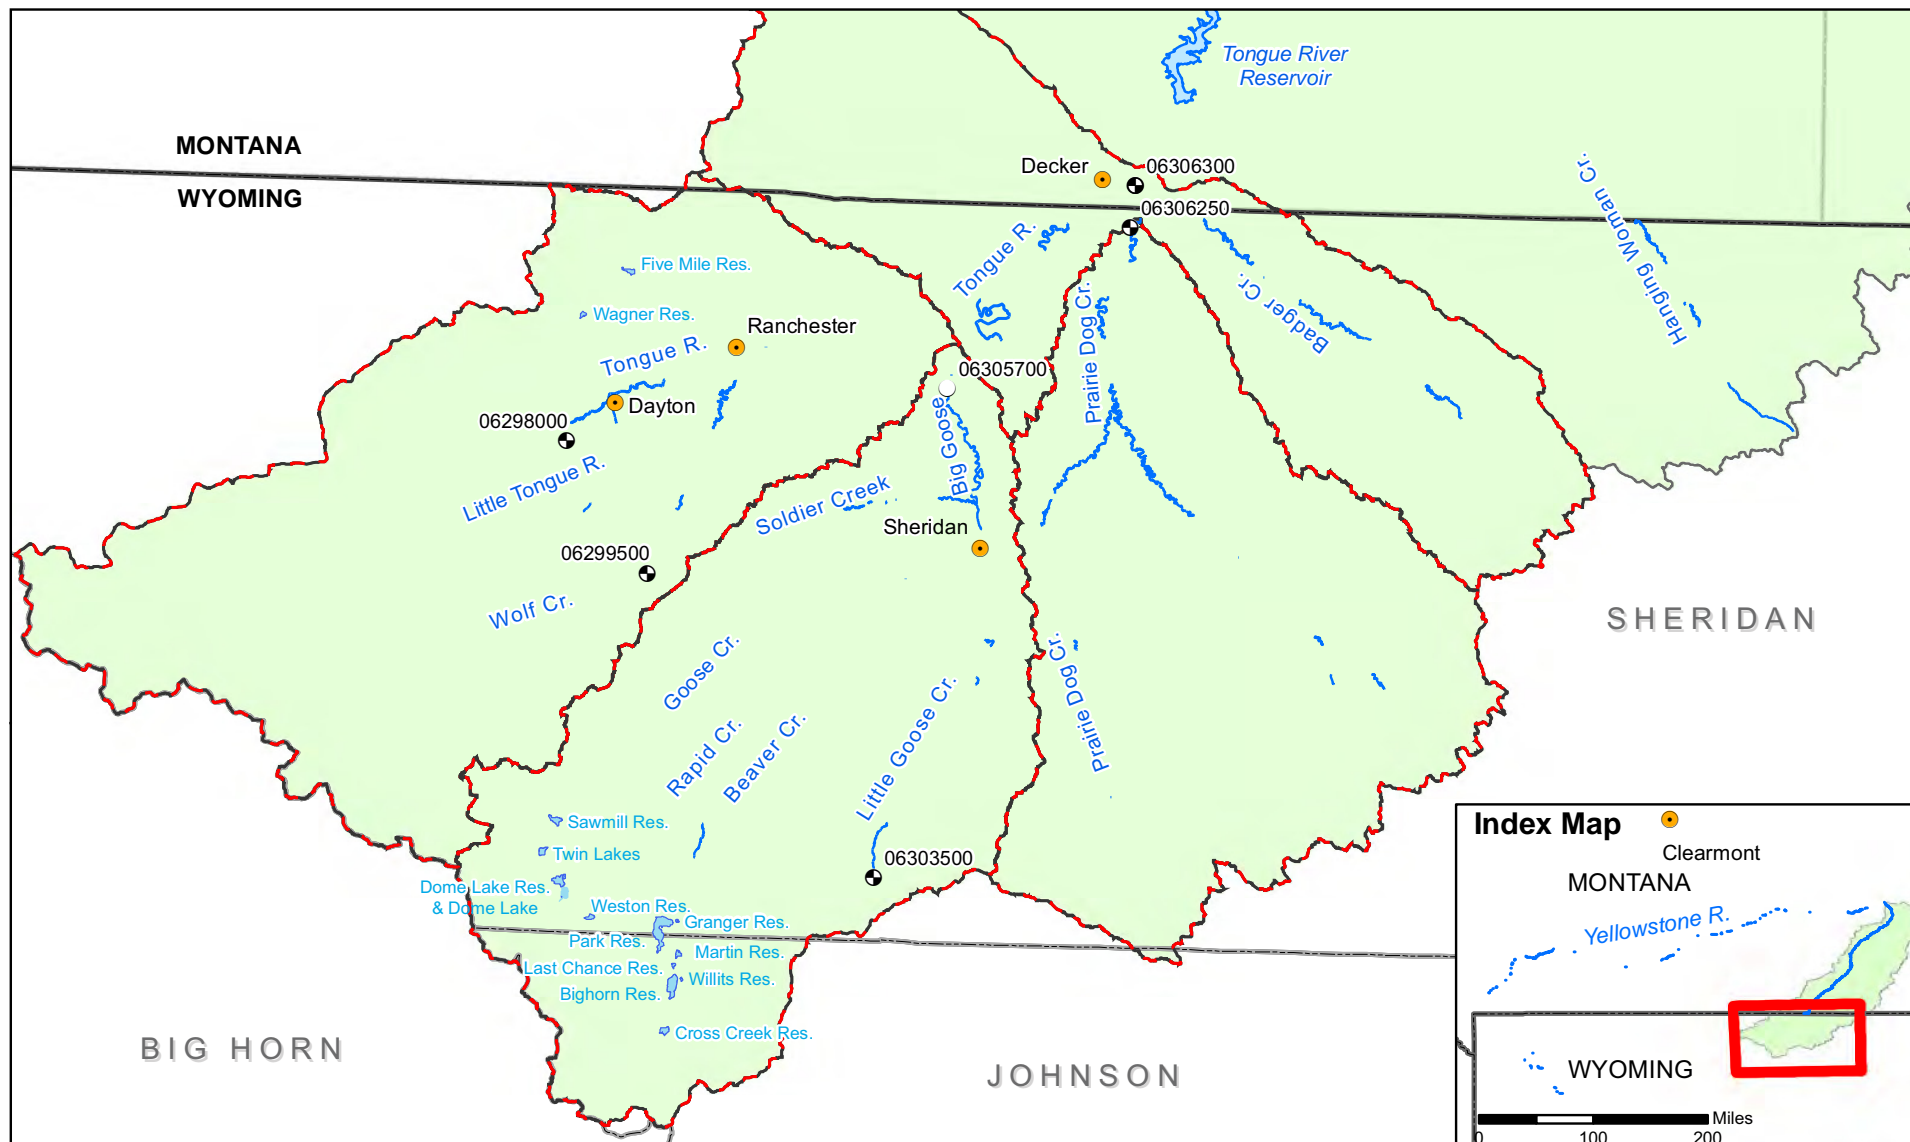 Tongue River
Reservoir
MONTANA
WYOMING
Decker
06306300
06306250
Hanging Woman Cr.
Tongue R.
Five Mile Res.
Wagner Res.
Ranchester
Tongue R.
Prairie Dog Cr.
Badger Cr.
06305700
Dayton
06298000
Big Goose
Little Tongue R.
Soldier Creek
Sheridan
06299500
Wolf Cr.
SHERIDAN
Goose Cr.
Prairie Dog Cr.
Rapid Cr.
Beaver Cr.
Little Goose Cr.
Sawmill Res.
Twin Lakes
06303500
Dome Lake Res.
& Dome Lake
Weston Res.
Granger Res.
Park Res.
Martin Res.
Last Chance Res.
Willits Res.
Bighorn Res.
Cross Creek Res.
BIG HORN
JOHNSON
Index Map
Clearmont
MONTANA
Yellowstone R.
WYOMING
Miles
0 100 200